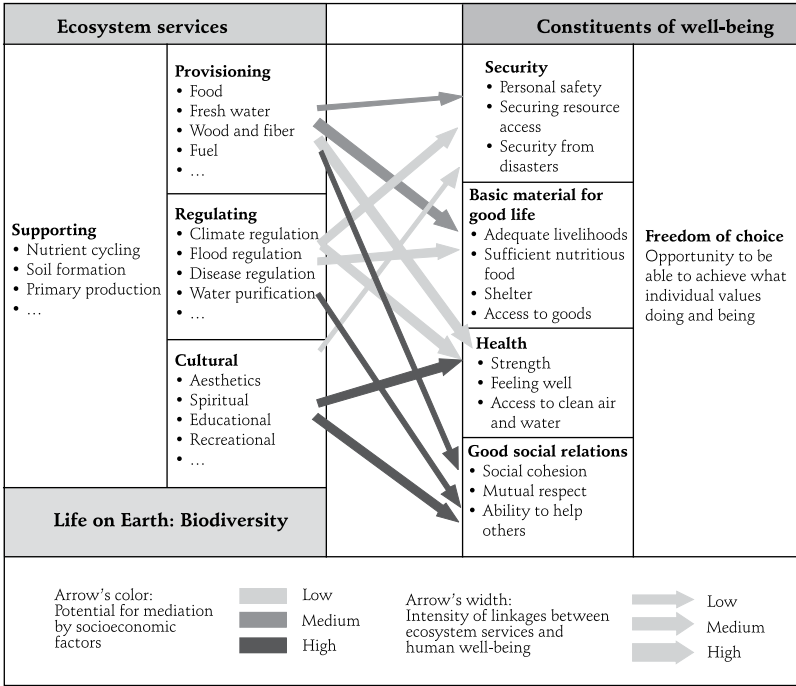 Ecosystem services
Constituents of well-being
Supporting
• Nutrient cycling
• Soil formation
• Primary production
• …
Provisioning
• Food
• Fresh water
• Wood and fiber
• Fuel
• …
Regulating
• Climate regulation
• Flood regulation
• Disease regulation
• Water purification
• …
Cultural
• Aesthetics
• Spiritual
• Educational
• Recreational
• …
Life on Earth: Biodiversity
Security
• Personal safety
• Securing resource
access
• Security from
disasters
Basic material for
good life
• Adequate livelihoods
• Sufficient nutritious
food
• Shelter
• Access to goods
Health
• Strength
• Feeling well
• Access to clean air
and water
Good social relations
• Social cohesion
• Mutual respect
• Ability to help
others
Freedom of choice
Opportunity to be
able to achieve what
individual values
doing and being
Arrow's color:
Potential for mediation
by socioeconomic
factors
Low
Medium
High
Arrow's width:
Intensity of linkages between
ecosystem services and
human well-being
Low
Medium
High